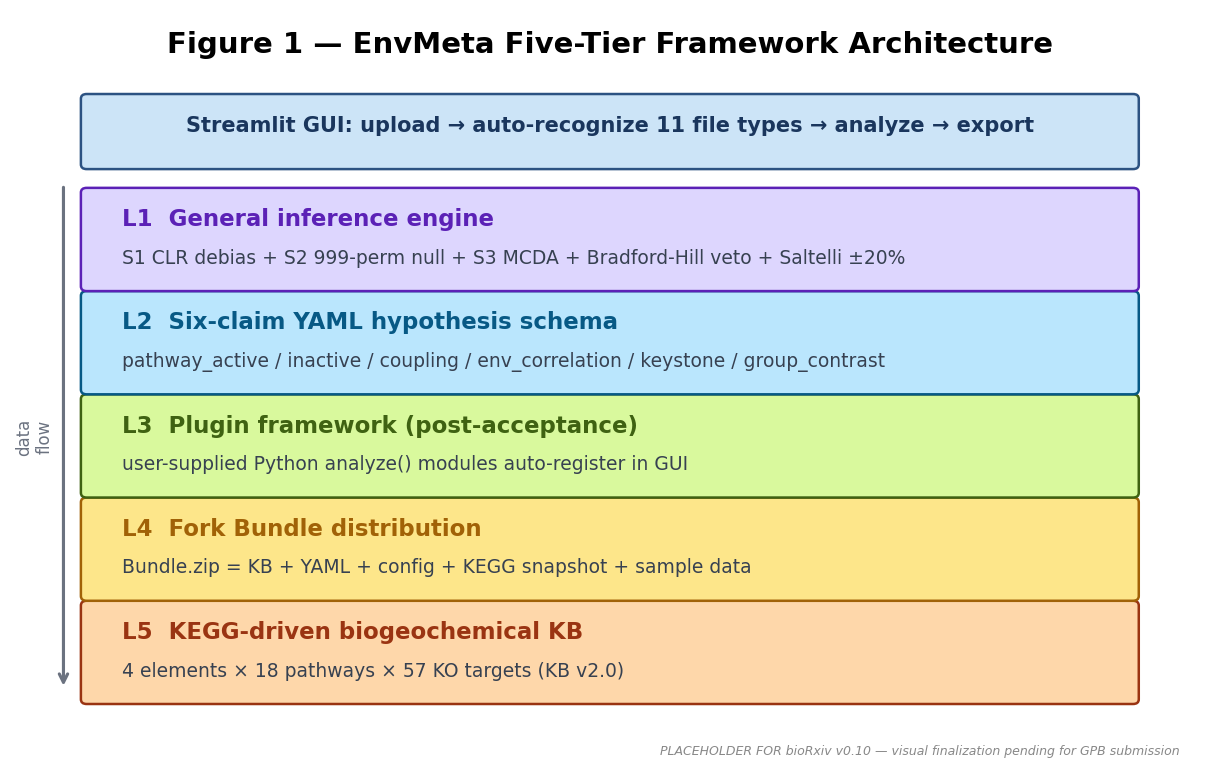 Figure 1 — EnvMeta Five-Tier Framework Architecture
Streamlit GUI: upload → auto-recognize 11 file types → analyze → export
L1  General inference engine
S1 CLR debias + S2 999-perm null + S3 MCDA + Bradford-Hill veto + Saltelli ±20%
L2  Six-claim YAML hypothesis schema
pathway_active / inactive / coupling / env_correlation / keystone / group_contrast
L3  Plugin framework (post-acceptance)
user-supplied Python analyze() modules auto-register in GUI
L4  Fork Bundle distribution
Bundle.zip = KB + YAML + config + KEGG snapshot + sample data
L5  KEGG-driven biogeochemical KB
4 elements × 18 pathways × 57 KO targets (KB v2.0)
data
flow
PLACEHOLDER FOR bioRxiv v0.10 — visual finalization pending for GPB submission